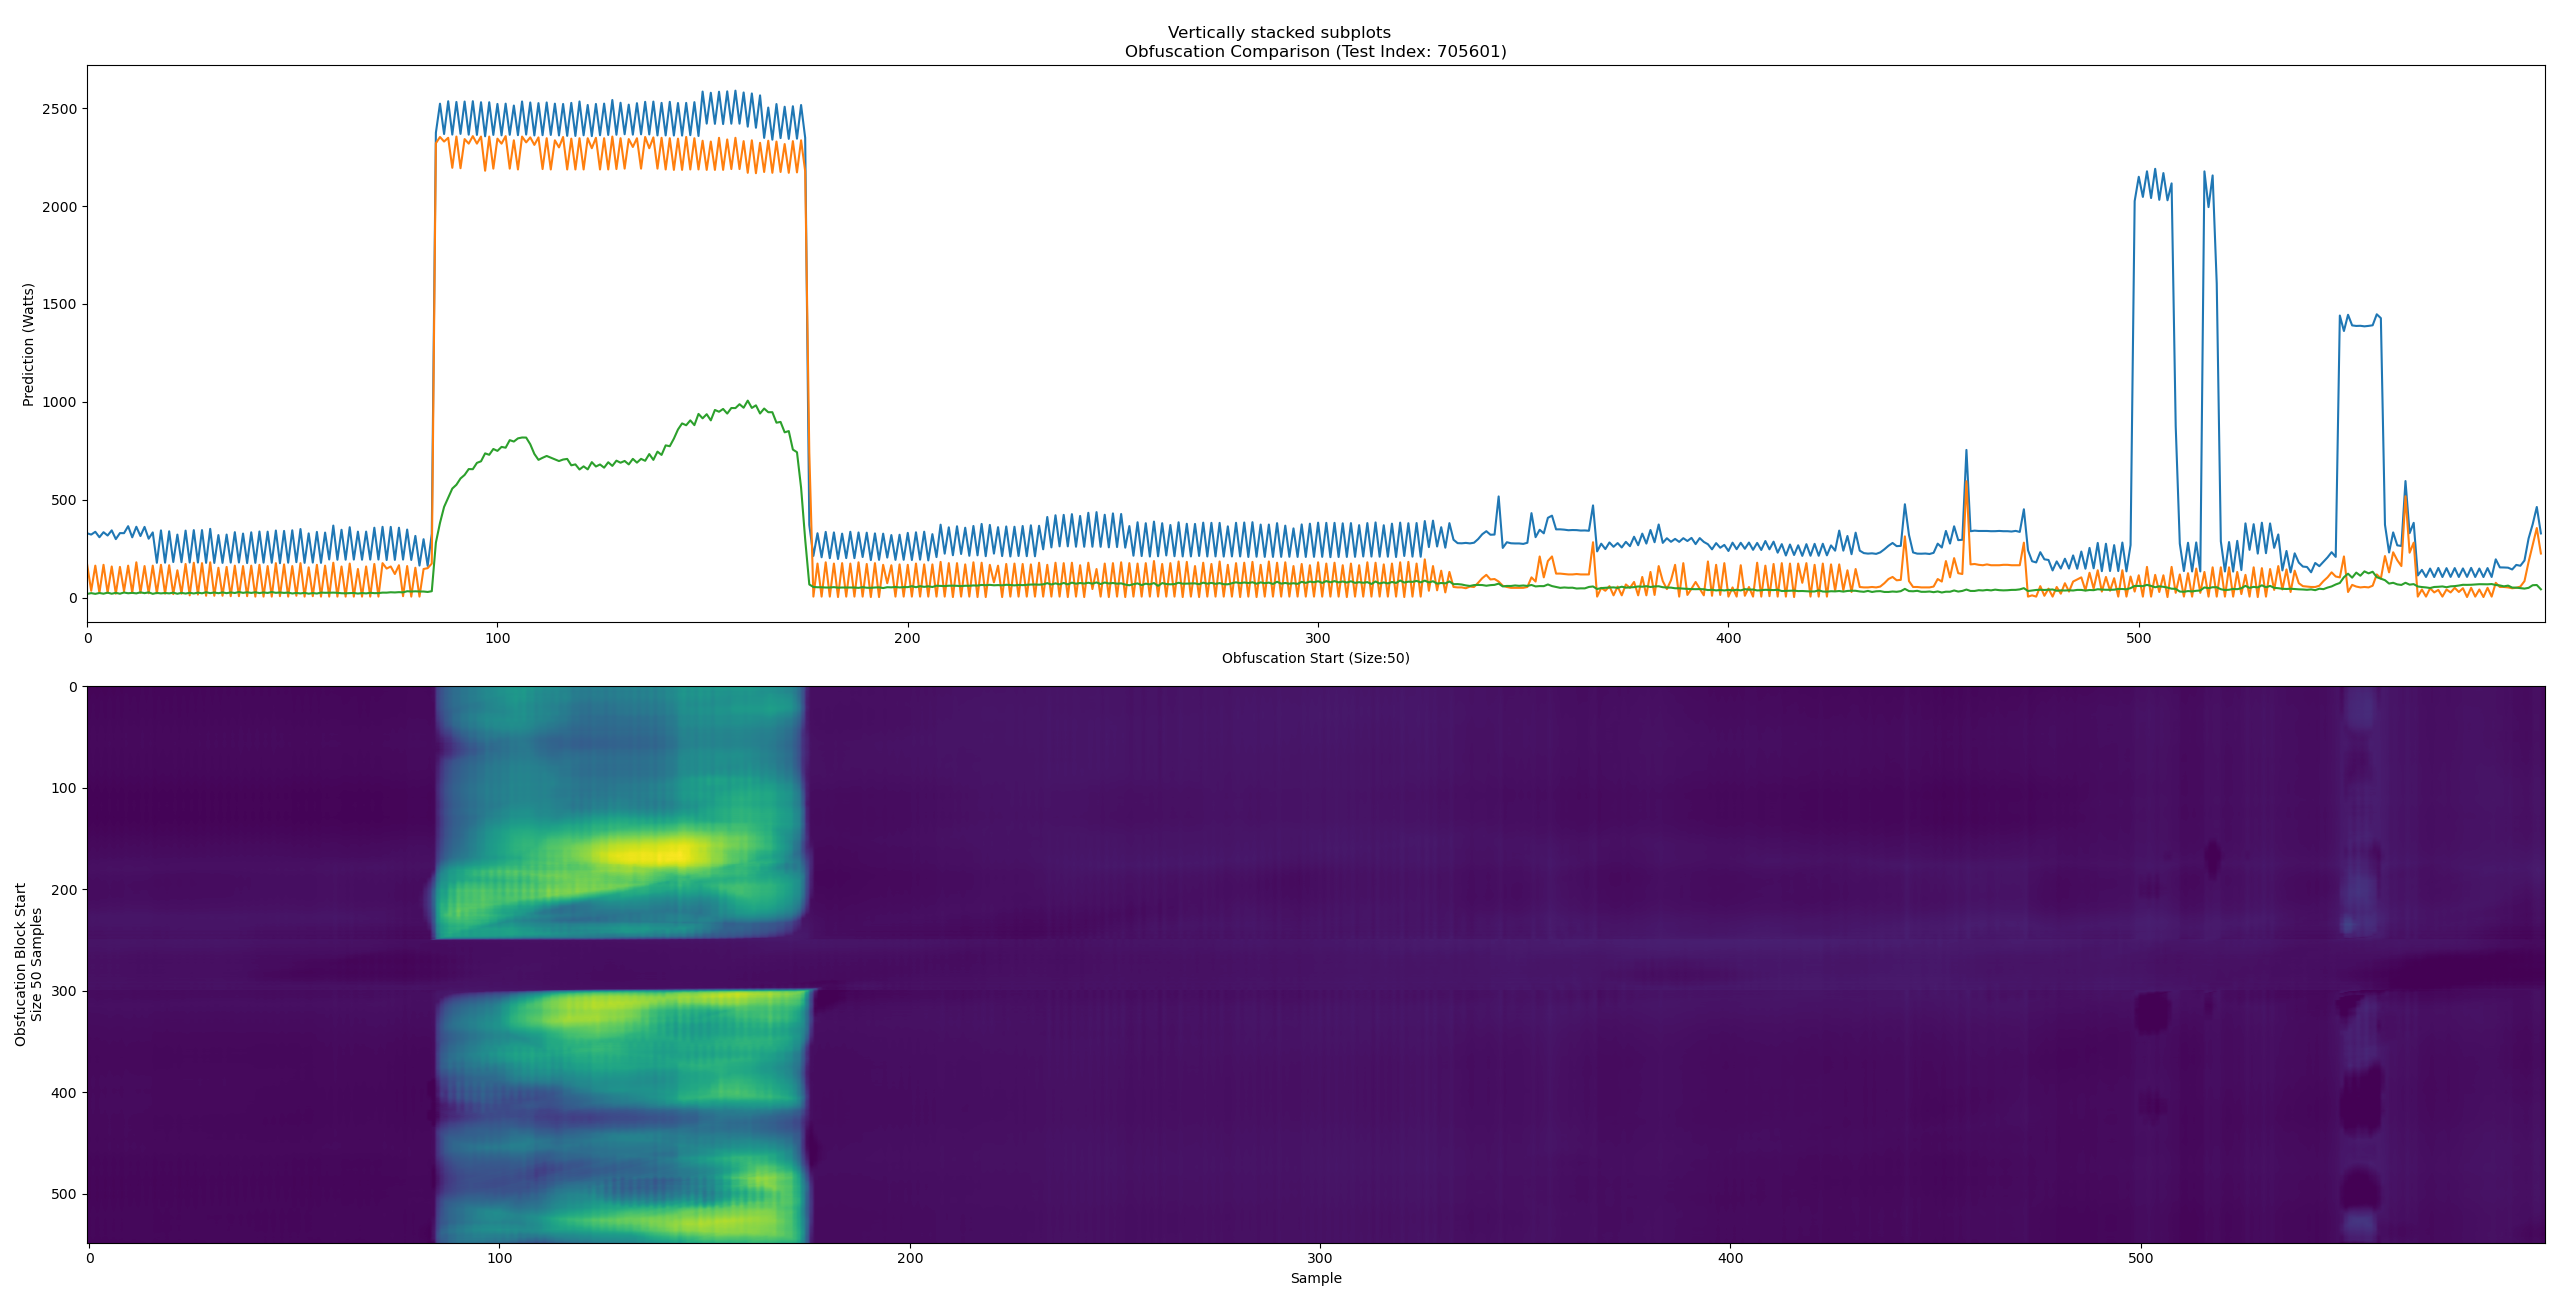 Vertically stacked subplots
Obfuscation Comparison (Test Index: 705601)
2500
2000
1500
1000
500
0
Prediction (Watts)
0 100 200 300 400 500
Obfuscation Start (Size:50)
0
100
200
300
400
500
Obsfucation Block Start
Size 50 Samples
0 100 200 300 400 500
Sample